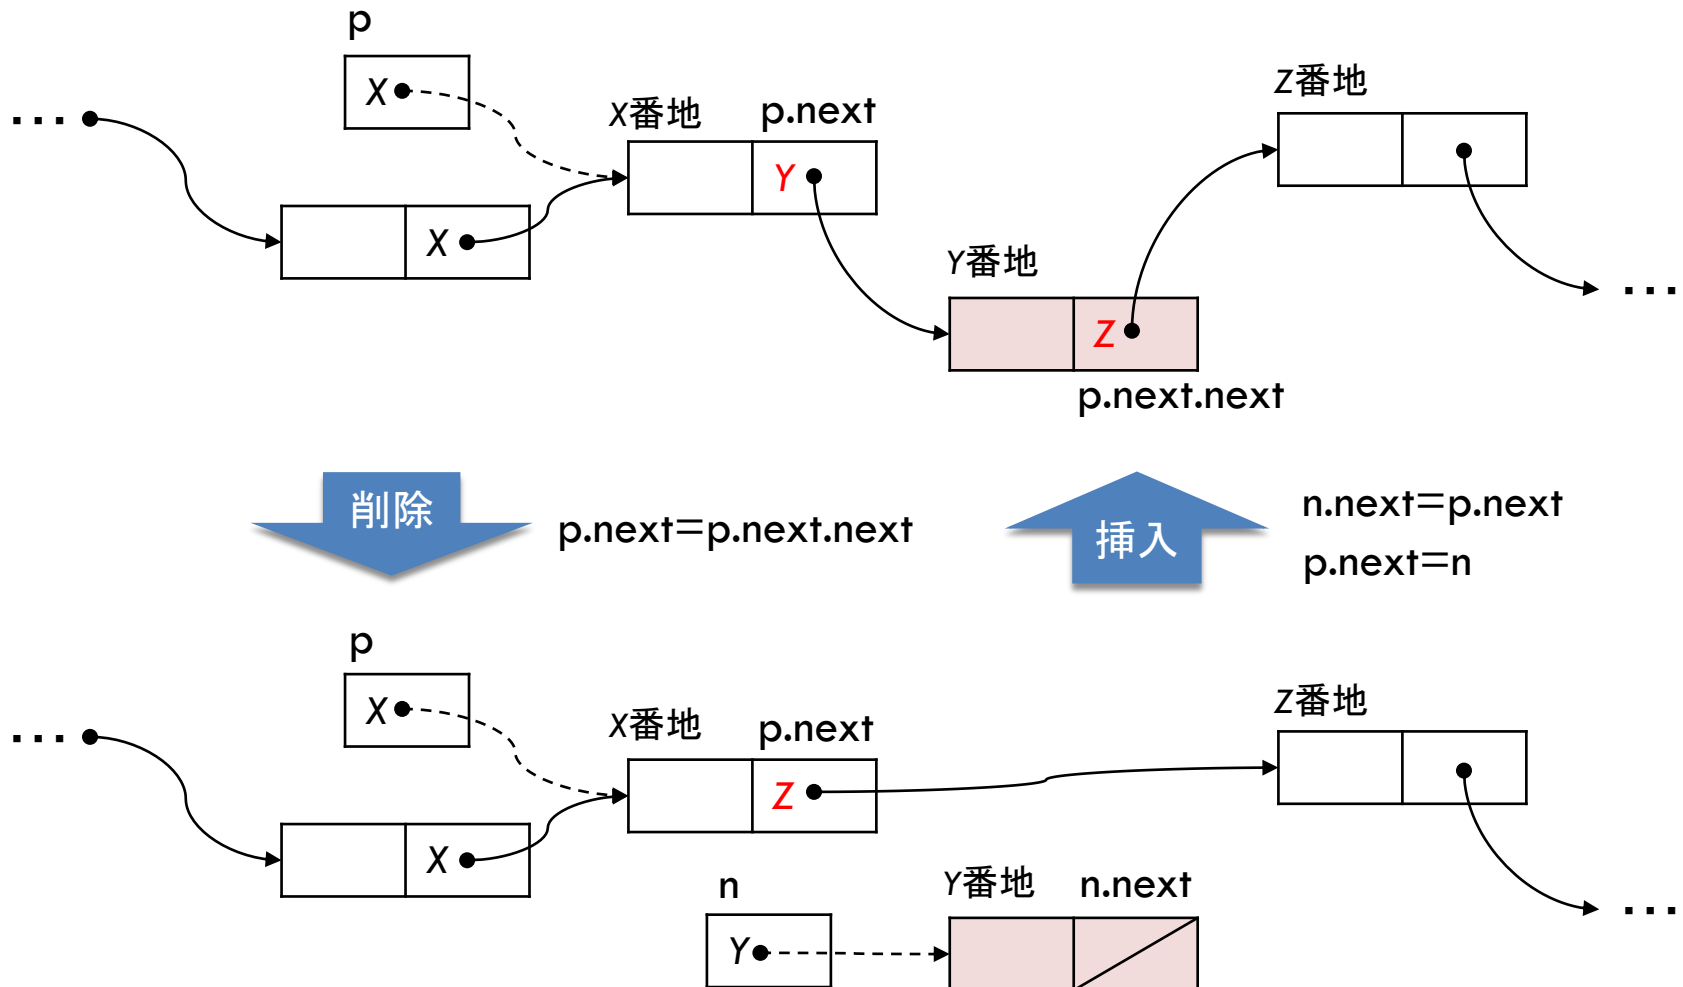 p
X
X番地
p.next
Z番地
...
Y
X
Y番地
...
Z
p.next.next
削除
p.next=p.next.next
挿入
n.next=p.next
p.next=n
p
X
X番地
p.next
Z番地
...
Z
X
n
Y番地
n.next
...
Y